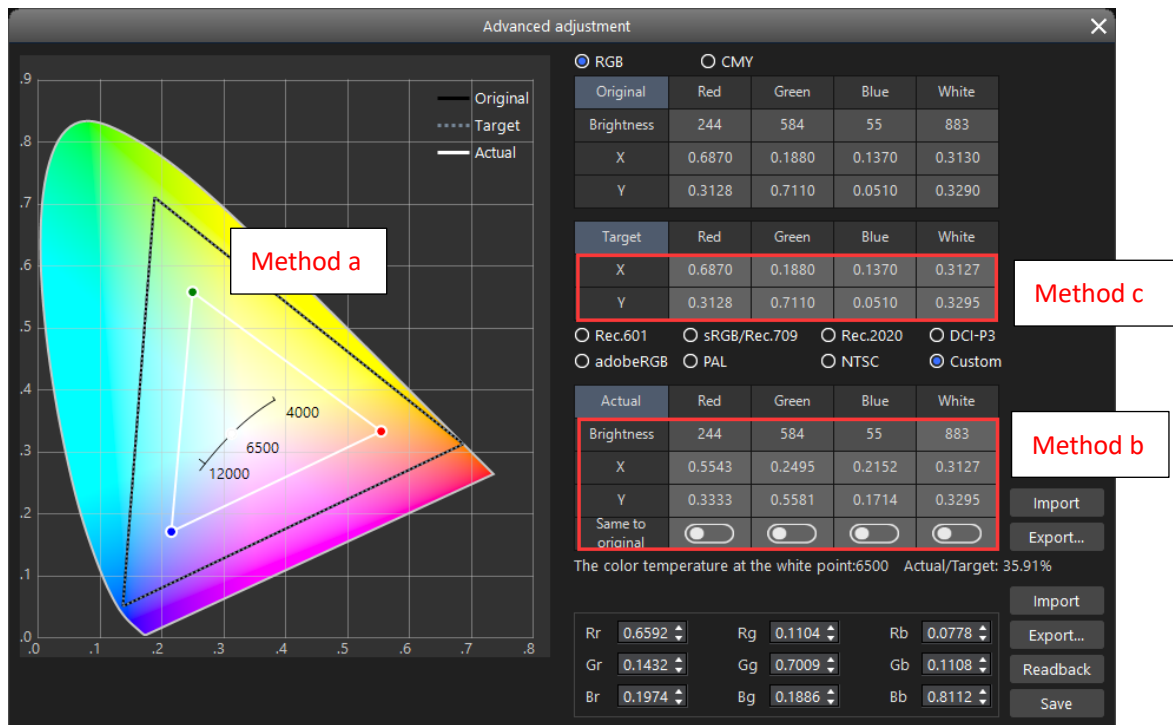 Advanced adjustment
RGB CMY
Original Red Green Blue White
Brightness 244 584 55 883
X 0.6870 0.1880 0.1370 0.3130
Y 0.3128 0.7110 0.0510 0.3290
Target Red Green Blue White
X 0.6870 0.1880 0.1370 0.3127
Y 0.3128 0.7110 0.0510 0.3295
Method c
Rec.601 sRGB/Rec.709 Rec.2020 DCI-P3
adobeRGB PAL NTSC Custom
Actual Red Green Blue White
Brightness 244 584 55 883
X 0.5543 0.2495 0.2152 0.3127
Y 0.3333 0.5581 0.1714 0.3295
Same to original
Method b
Import
Export...
The color temperature at the white point:6500 Actual/Target: 35.91%
Rr 0.6592 Rg 0.1104 Rb 0.0778
Gr 0.1432 Gg 0.7009 Gb 0.1108
Br 0.1974 Bg 0.1886 Bb 0.8112
Import
Export...
Readback
Save
Original
Target
Actual
Method a
4000
6500
12000
.9
.8
.7
.6
.5
.4
.3
.2
.1
.0
.0 .1 .2 .3 .4 .5 .6 .7 .8